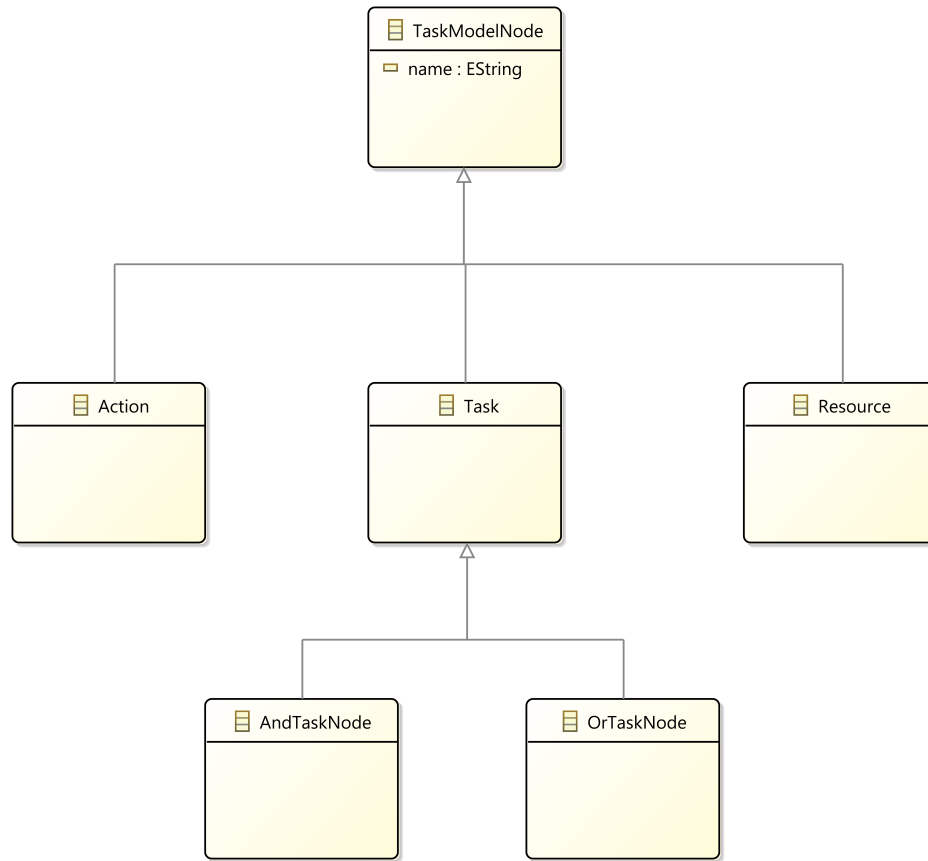 TaskModelNode
name : EString
Action
Task
Resource
AndTaskNode
OrTaskNode